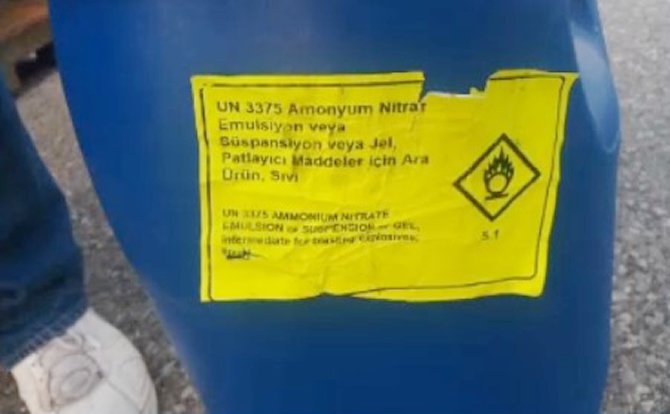 UN 3375 Amonyum Nitrat
Emulsiyon veya
Süspansiyon veya Jel,
Patlayıcı Maddeler için Ara
Ürün, Sıvı
UN 3375 AMMONIUM NITRATE
EMULSION or SUSPENSION or GEL,
intermediate for blasting explosives,
5.1